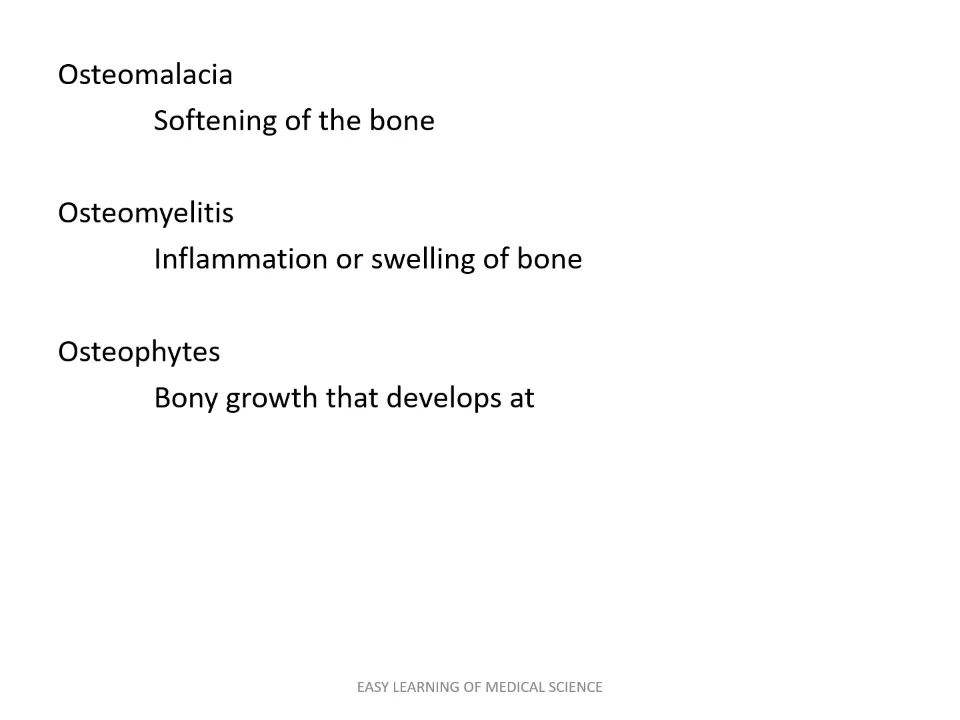 Osteomalacia
Softening of the bone
Osteomyelitis
Inflammation or swelling of bone
Osteophytes
Bony growth that develops at
EASY LEARNING OF MEDICAL SCIENCE